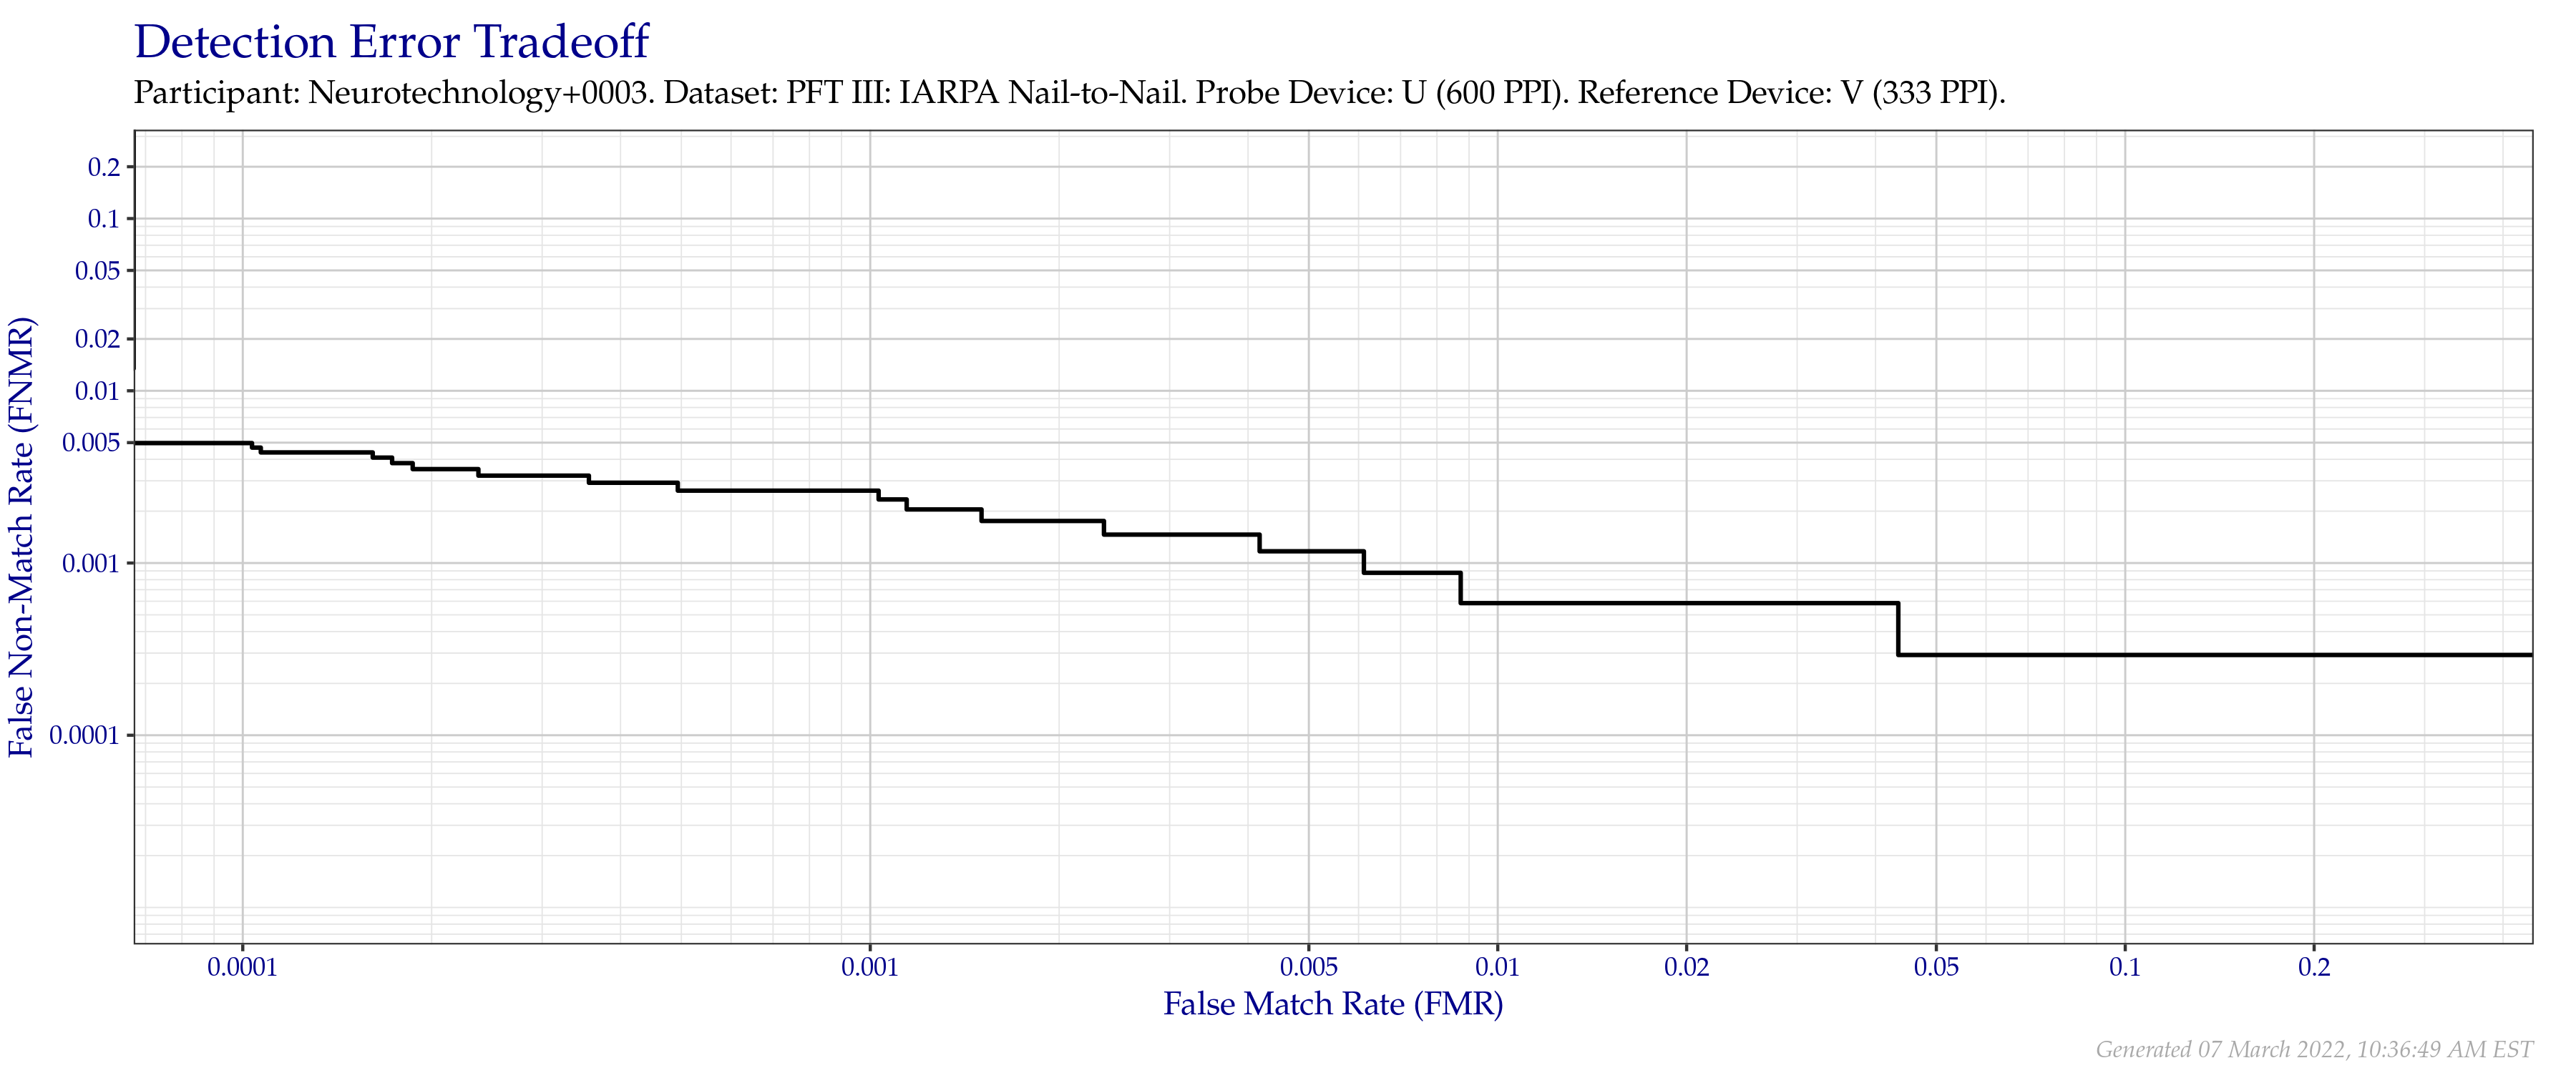 Detection Error Tradeoff
Participant: Neurotechnology+0003. Dataset: PFT III: IARPA Nail-to-Nail. Probe Device: U (600 PPI). Reference Device: V (333 PPI).
False Non-Match Rate (FNMR)
0.2
0.1
0.05
0.02
0.01
0.005
0.001
0.0001
0.0001 0.001 0.005 0.01 0.02 0.05 0.1 0.2
False Match Rate (FMR)
Generated 07 March 2022, 10:36:49 AM EST